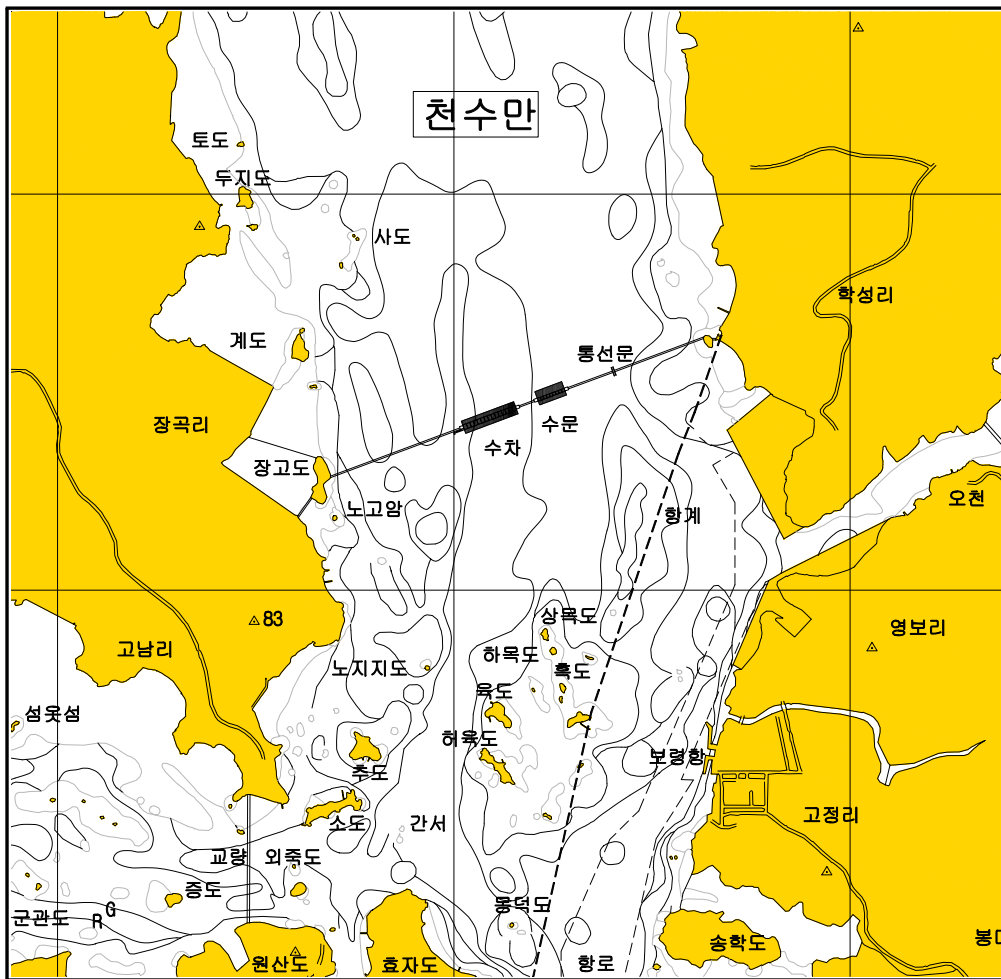 천수만
토도
두지도
사도
학성리
계도
통선문
장곡리
수문
수차
장고도
노고암
항계
오천
83
상목도
영보리
고남리
하목도
노지지도
흑도
육도
섬옷섬
허육도
보령항
추도
소도
간서
고정리
교량
외죽도
증도
몽덕도
군관도
R
G
송학도
원산도
효자도
항로